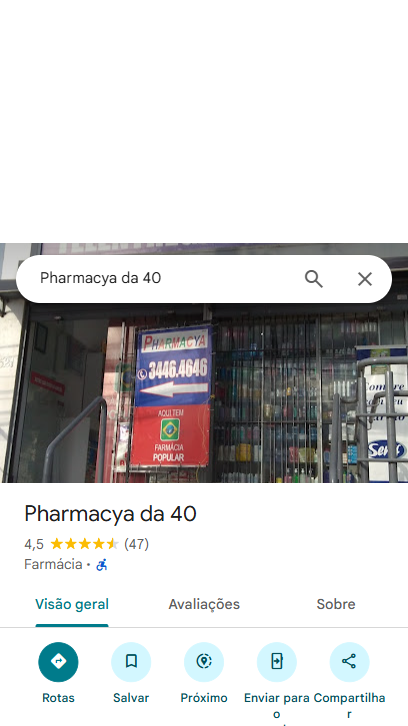 Pharmacya da 40
PHARMACYA
3446.4646
AQUI TEM
FARMÁCIA
POPULAR
Pharmacya da 40
4,5 (47)
Farmácia ·
Visão geral Avaliações Sobre
Rotas Salvar Próximo Enviar para o Compartilhar